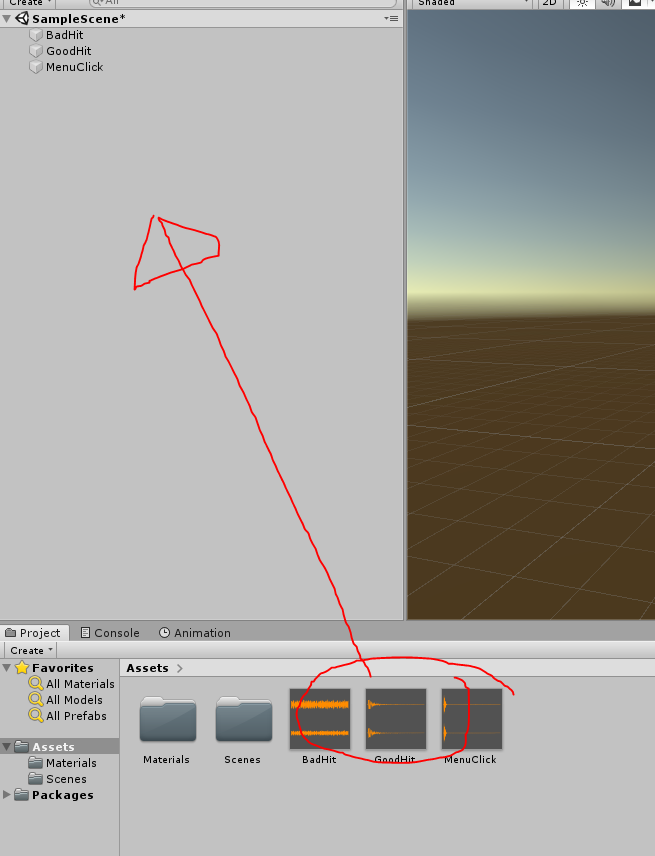 Create
All
Shaded
2D
SampleScene*
BadHit
GoodHit
MenuClick
Project
Console
Animation
Create
Favorites
All Materials
All Models
All Prefabs
Assets
Materials
Scenes
Packages
Assets
Materials
Scenes
BadHit
GoodHit
MenuClick